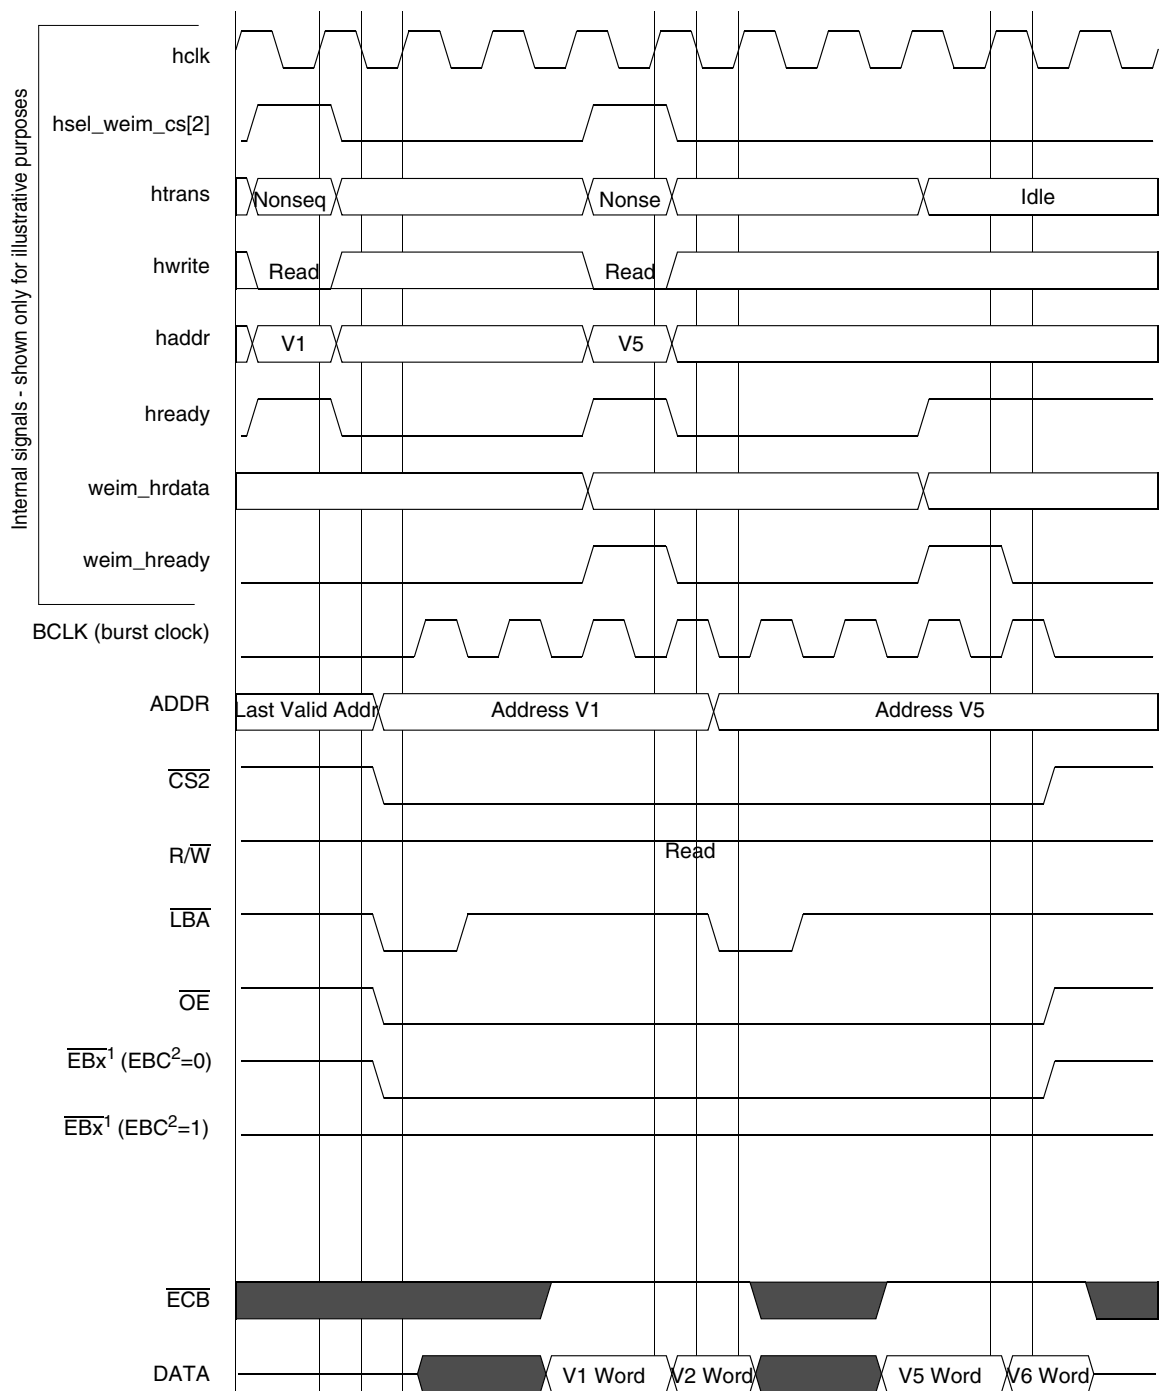 Internal signals - shown only for illustrative purposes
hclk
hsel_weim_cs[2]
htrans Nonseq Nonse Idle
hwrite Read Read
haddr V1 V5
hready
weim_hrdata
weim_hready
BCLK (burst clock)
ADDR Last Valid Addr Address V1 Address V5
CS2
R/W Read
LBA
OE
EBx1 (EBC2=0)
EBx1 (EBC2=1)
ECB
DATA V1 Word V2 Word V5 Word V6 Word